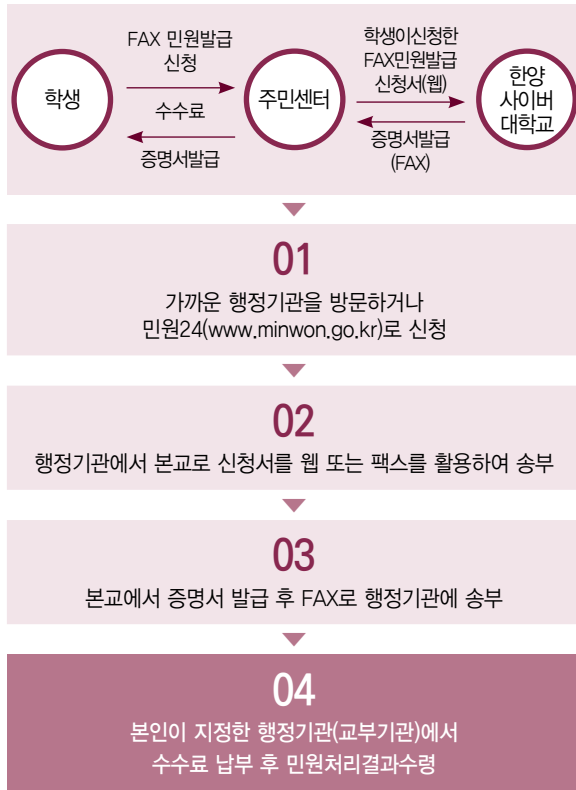 학생
FAX 민원발급
신청
수수료
증명서발급
주민센터
학생이신청한
FAX민원발급
신청서(웹)
증명서발급
(FAX)
한양
사이버
대학교
01
가까운 행정기관을 방문하거나
민원24(www.minwon.go.kr)로 신청
02
행정기관에서 본교로 신청서를 웹 또는 팩스를 활용하여 송부
03
본교에서 증명서 발급 후 FAX로 행정기관에 송부
04
본인이 지정한 행정기관(교부기관)에서
수수료 납부 후 민원처리결과수령